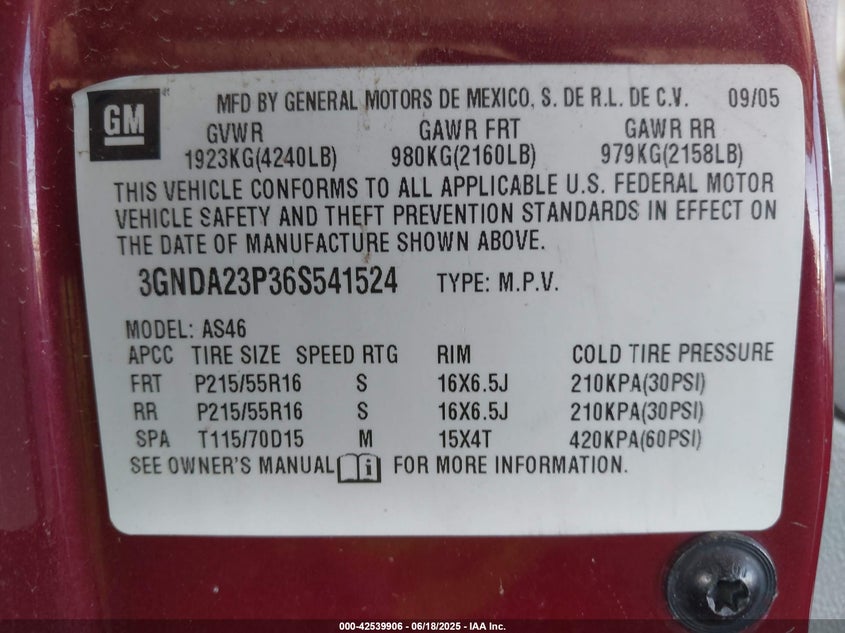 GM
MFD BY GENERAL MOTORS DE MEXICO, S. DE R.L. DE C.V. 09/05
GVWR GAWR FRT GAWR RR
1923KG(4240LB) 980KG(2160LB) 979KG(2158LB)
THIS VEHICLE CONFORMS TO ALL APPLICABLE U.S. FEDERAL MOTOR
VEHICLE SAFETY AND THEFT PREVENTION STANDARDS IN EFFECT ON
THE DATE OF MANUFACTURE SHOWN ABOVE.
3GNDA23P36S541524 TYPE: M.P.V.
MODEL: AS46
APCC TIRE SIZE SPEED RTG RIM COLD TIRE PRESSURE
FRT P215/55R16 S 16X6.5J 210KPA(30PSI)
RR P215/55R16 S 16X6.5J 210KPA(30PSI)
SPA T115/70D15 M 15X4T 420KPA(60PSI)
SEE OWNER'S MANUAL i FOR MORE INFORMATION.
000-42539906 - 06/18/2025 - IAA Inc.